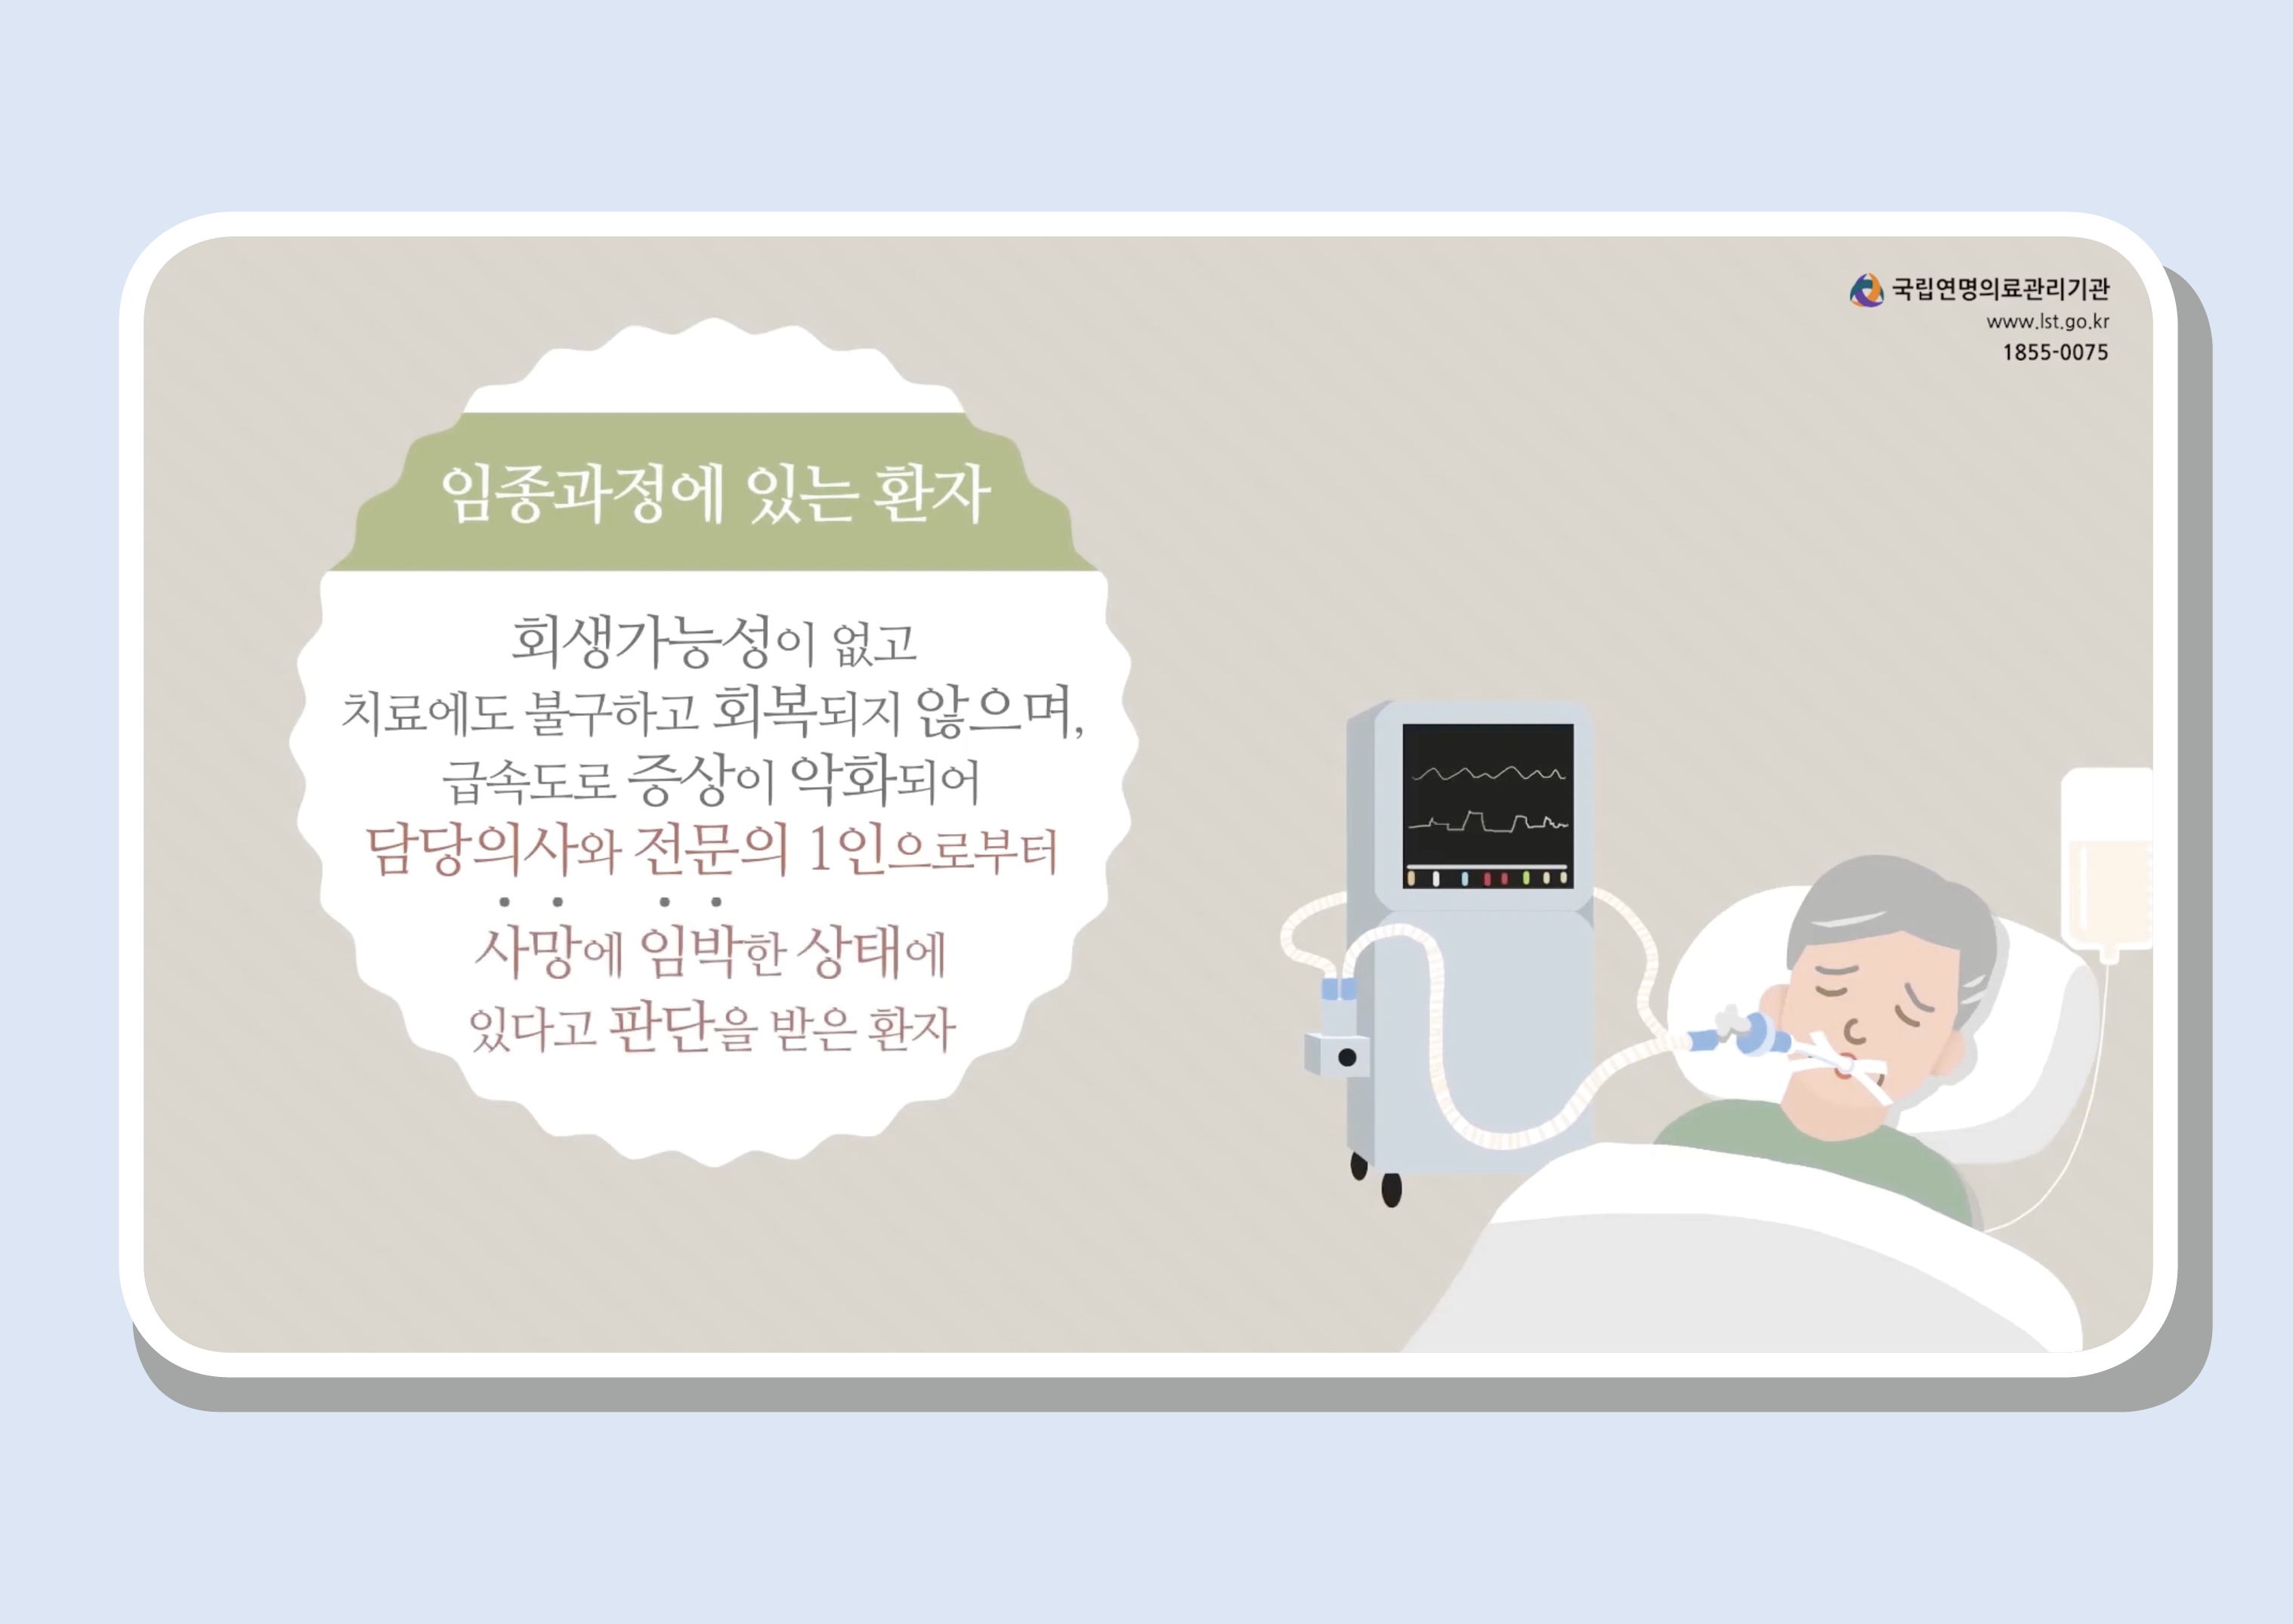 국립연명의료관리기관
www.lst.go.kr
1855-0075
임종과정에 있는 환자
회생가능성이 없고
치료에도 불구하고 회복되지 않으며,
급속도로 증상이 악화되어
담당의사와 전문의 1인으로부터
사망에 임박한 상태에
있다고 판단을 받은 환자